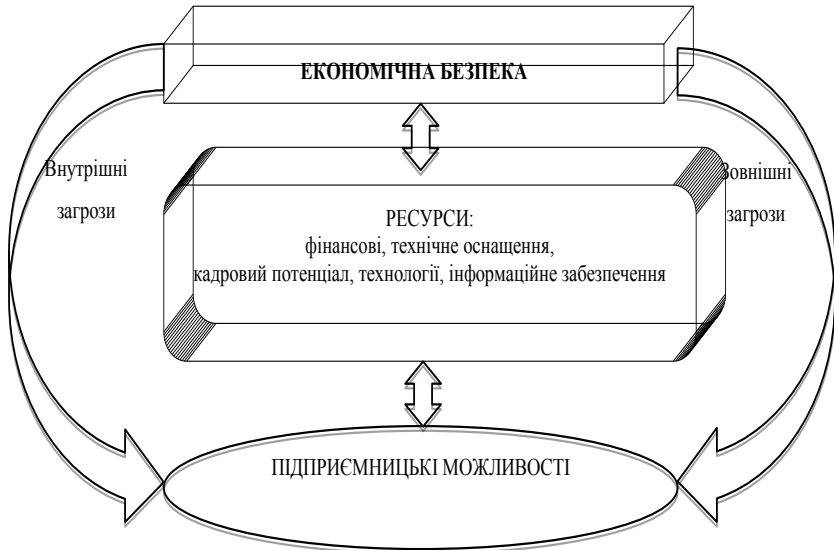 ЕКОНОМІЧНА БЕЗПЕКА
Внутрішні
загрози
Зовнішні
загрози
РЕСУРСИ:
фінансові, технічне оснащення,
кадровий потенціал, технології, інформаційне забезпечення
ПІДПРИЄМНИЦЬКІ МОЖЛИВОСТІ